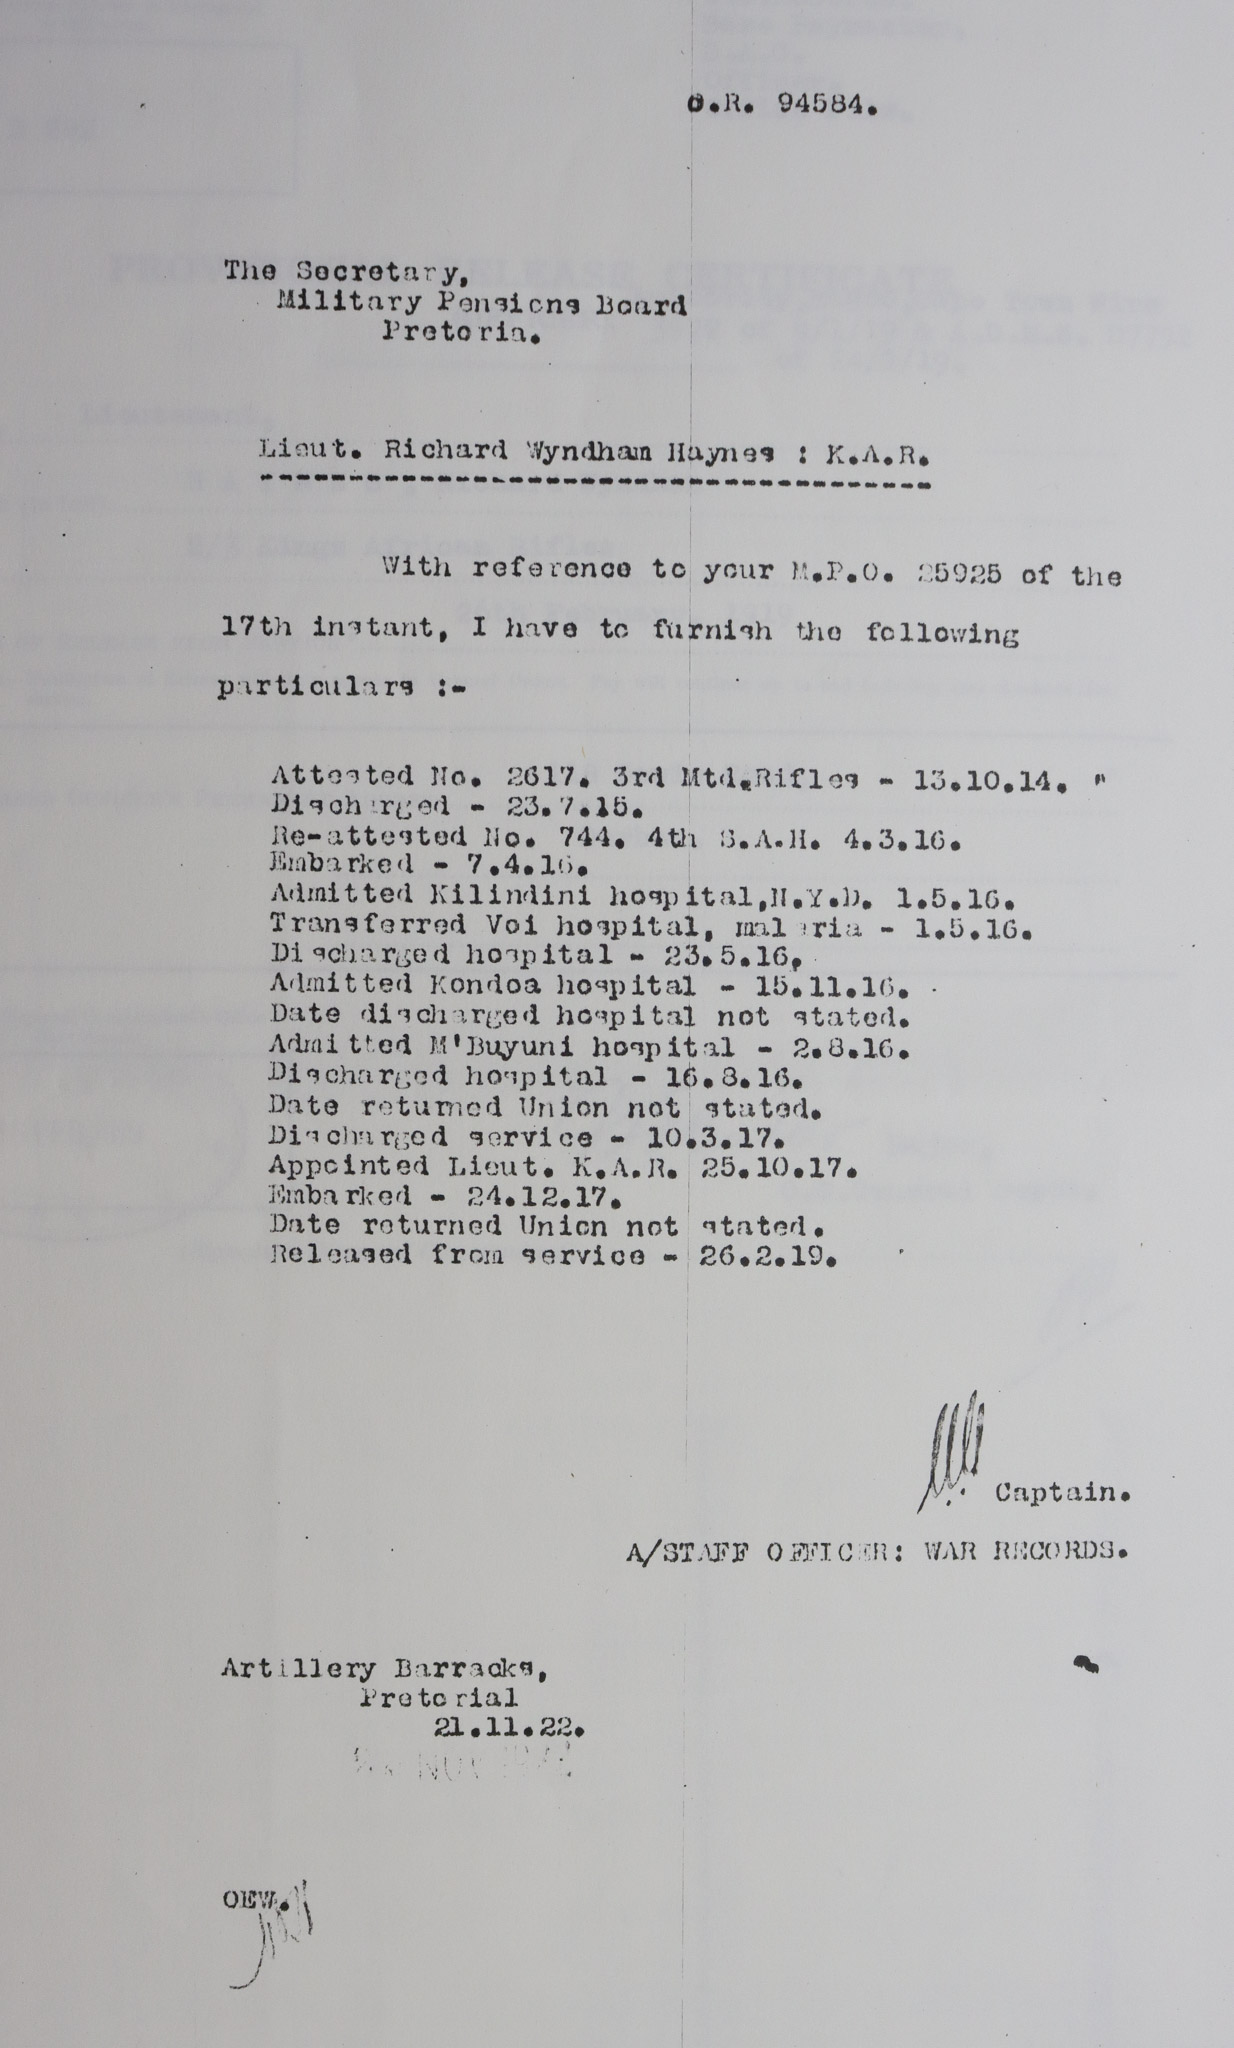 O.R. 94584.
The Secretary,
Military Pensions Board
Pretoria.
Lieut. Richard Wyndham Haynes : K.A.R.
With reference to your M.P.O. 25925 of the
17th instant, I have to furnish the following
particulars :-
Attested No. 2617. 3rd Mtd.Rifles - 13.10.14. "
Discharged - 23.7.15.
Re-attested No. 744. 4th S.A.H. 4.3.16.
Embarked - 7.4.16.
Admitted Kilindini hospital,N.Y.D. 1.5.16.
Transferred Voi hospital, malaria - 1.5.16.
Discharged hospital - 23.5.16.
Admitted Kondoa hospital - 15.11.16.
Date discharged hospital not stated.
Admitted M'Buyuni hospital - 2.8.16.
Discharged hospital - 16.8.16.
Date returned Union not stated.
Discharged service - 10.3.17.
Appointed Lieut. K.A.R. 25.10.17.
Embarked - 24.12.17.
Date returned Union not stated.
Released from service - 26.2.19.
Captain.
A/STAFF OFFICER: WAR RECORDS.
Artillery Barracks,
Pretorial
21.11.22.
NOV
OEW.